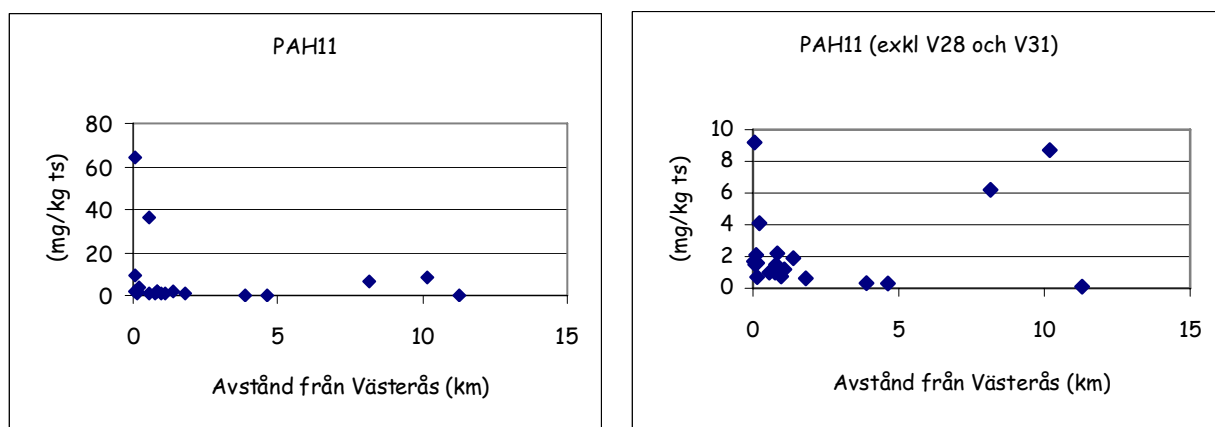 PAH11
(mg/kg ts)
80
60
40
20
0
0 5 10 15
Avstånd från Västerås (km)
PAH11 (exkl V28 och V31)
(mg/kg ts)
10
8
6
4
2
0
0 5 10 15
Avstånd från Västerås (km)